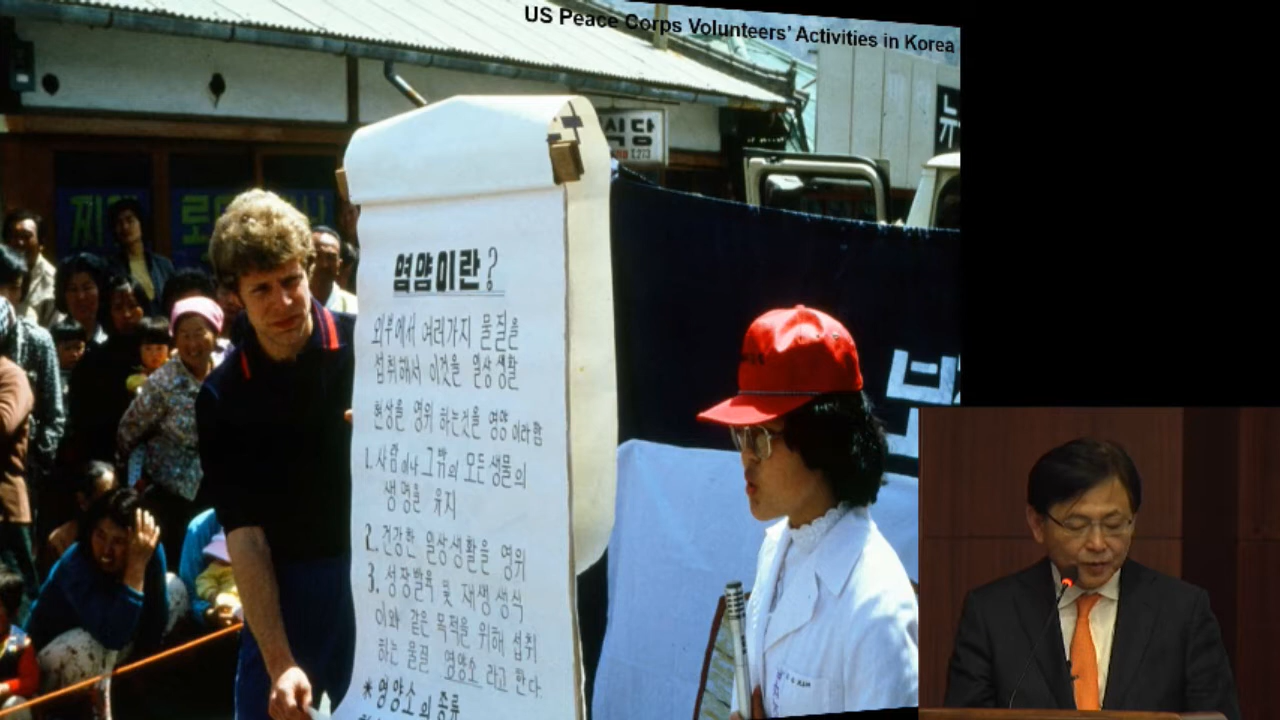 US Peace Corps Volunteers' Activities in Korea
식당
뉴
영양이란?
외부에서 여러가지 물질을
섭취해서 이것을 일상생활
현상을 영위 하는것을 영양이라함
1. 사람이나 그밖의 모든 생물의
생명을 유지
2. 건강한 일상생활을 영위
3. 성장발육 및 재생생식
이와 같은 목적을 위해 섭취
하는 물질 영양소 라고 한다
* 영양소의 종류